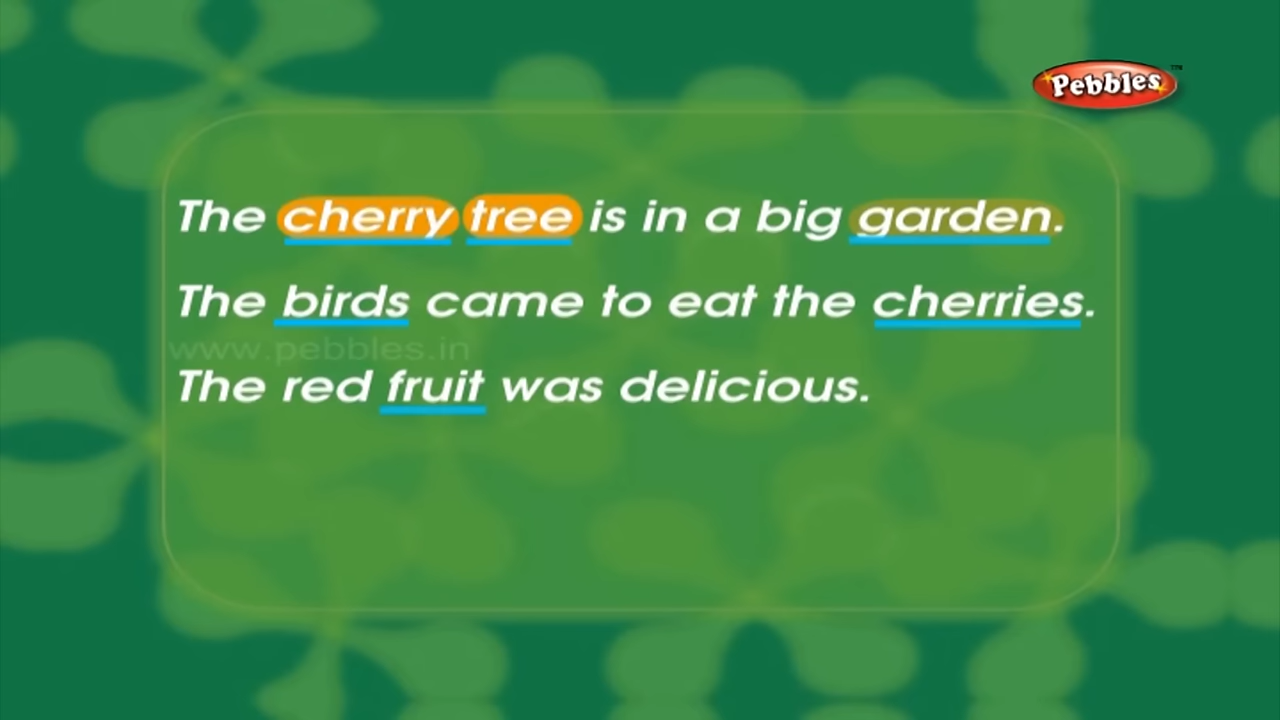 Pebbles™
The cherry tree is in a big garden.
The birds came to eat the cherries.
www.pebbles.in
The red fruit was delicious.